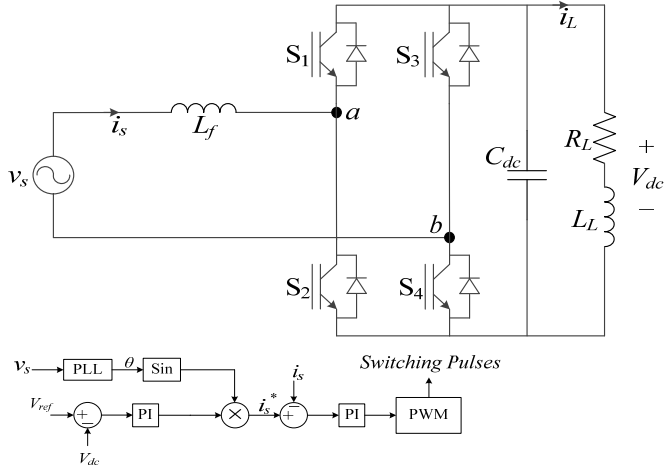 i_L
S_1
S_3
i_s
L_f
a
C_dc
R_L
+
V_dc
−
v_s
L_L
b
S_2
S_4
Switching Pulses
v_s
PLL
θ
Sin
i_s
V_ref
+
−
PI
×
i_s*
+
−
PI
PWM
V_dc